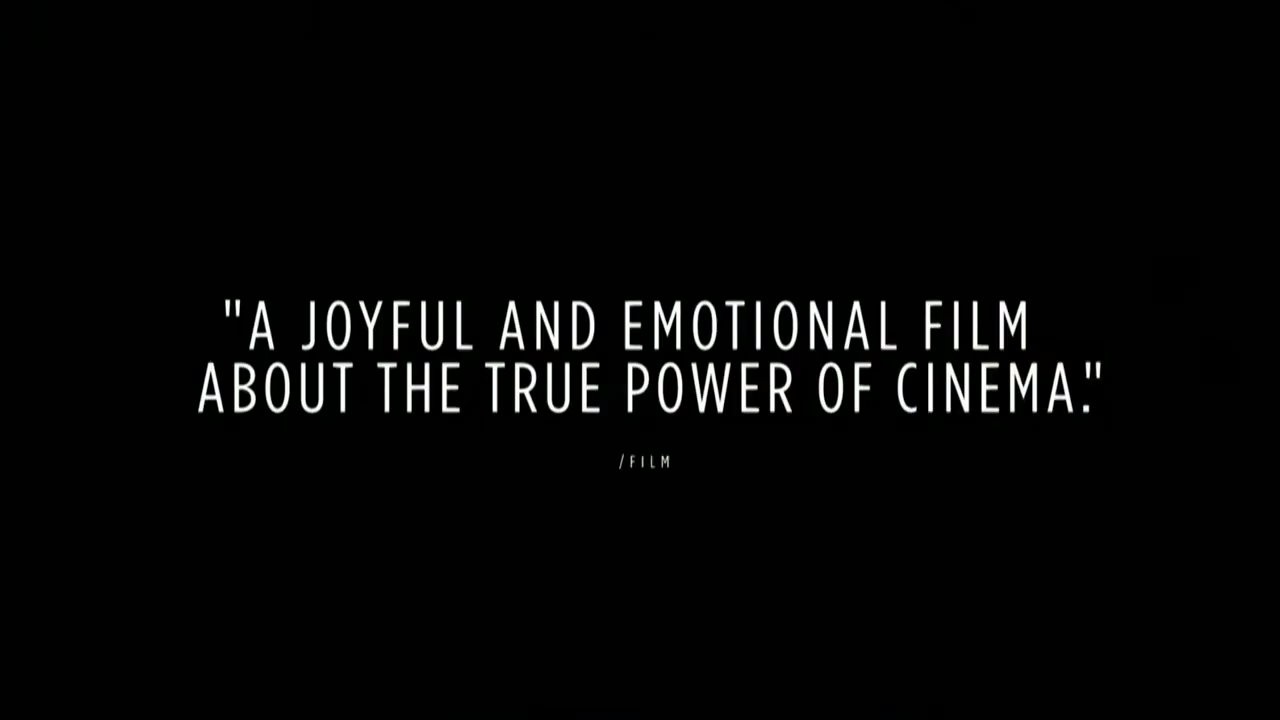 "A JOYFUL AND EMOTIONAL FILM
ABOUT THE TRUE POWER OF CINEMA."
/FILM